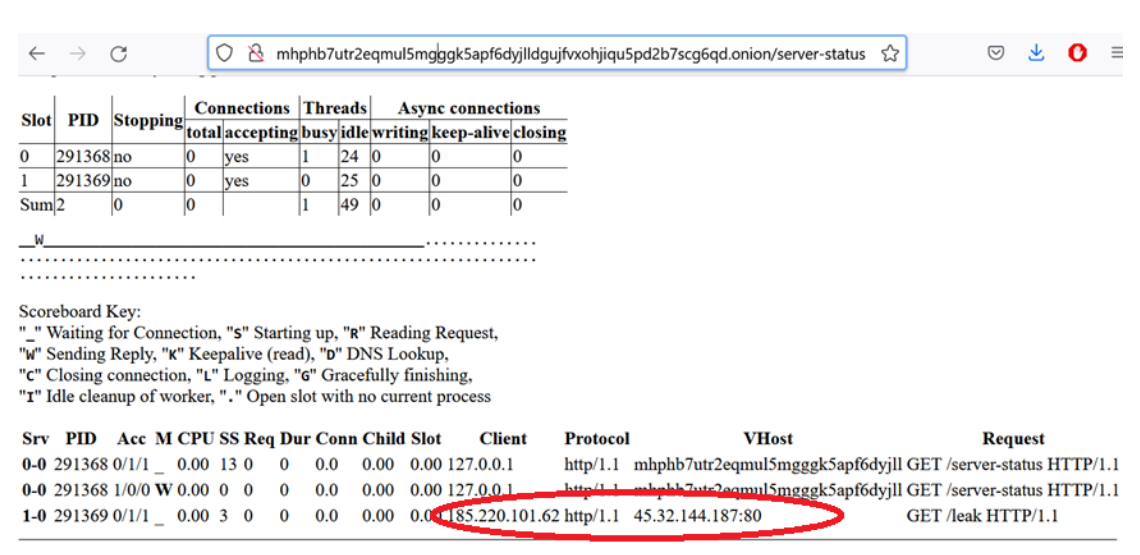 mhphb7utr2eqmul5mgggk5apf6dyjlldgujfvxohjiqu5pd2b7scg6qd.onion/server-status
Slot PID Stopping Connections Threads Async connections
total accepting busy idle writing keep-alive closing
0 291368 no 0 yes 1 24 0 0 0
1 291369 no 0 yes 0 25 0 0 0
Sum 2 0 0 1 49 0 0 0
__W_______________________________________________..............
................................................................
......................
Scoreboard Key:
"_" Waiting for Connection, "S" Starting up, "R" Reading Request,
"W" Sending Reply, "K" Keepalive (read), "D" DNS Lookup,
"C" Closing connection, "L" Logging, "G" Gracefully finishing,
"I" Idle cleanup of worker, "." Open slot with no current process
Srv PID Acc M CPU SS Req Dur Conn Child Slot Client Protocol VHost Request
0-0 291368 0/1/1 _ 0.00 13 0 0 0.0 0.00 0.00 127.0.0.1 http/1.1 mhphb7utr2eqmul5mgggk5apf6dyjll GET /server-status HTTP/1.1
0-0 291368 1/0/0 W 0.00 0 0 0 0.0 0.00 0.00 127.0.0.1 http/1.1 mhphb7utr2eqmul5mgggk5apf6dyjll GET /server-status HTTP/1.1
1-0 291369 0/1/1 _ 0.00 3 0 0 0.0 0.00 0.00 185.220.101.62 http/1.1 45.32.144.187:80 GET /leak HTTP/1.1